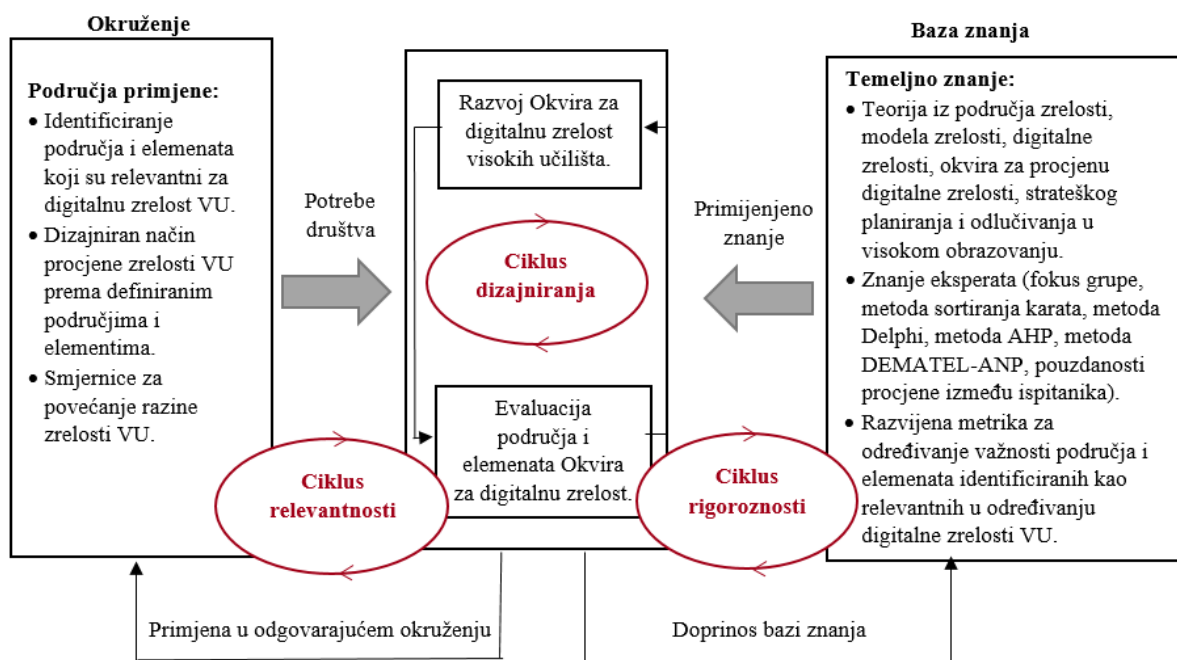 Okruženje
Područja primjene:
• Identificiranje
područja i elemenata
koji su relevantni za
digitalnu zrelost VU.
• Dizajniran način
procjene zrelosti VU
prema definiranim
područjima i
elementima.
• Smjernice za
povećanje razine
zrelosti VU.
Potrebe
društva
Razvoj Okvira za
digitalnu zrelost
visokih učilišta.
Ciklus
dizajniranja
Evaluacija
područja i
elemenata Okvira
za digitalnu zrelost.
Ciklus
relevantnosti
Ciklus
rigoroznosti
Primijenjeno
znanje
Baza znanja
Temeljno znanje:
• Teorija iz područja zrelosti,
modela zrelosti, digitalne
zrelosti, okvira za procjenu
digitalne zrelosti, strateškog
planiranja i odlučivanja u
visokom obrazovanju.
• Znanje eksperata (fokus grupe,
metoda sortiranja karata, metoda
Delphi, metoda AHP, metoda
DEMATEL-ANP, pouzdanosti
procjene između ispitanika).
• Razvijena metrika za
određivanje važnosti područja i
elemenata identificiranih kao
relevantnih u određivanju
digitalne zrelosti VU.
Primjena u odgovarajućem okruženju
Doprinos bazi znanja